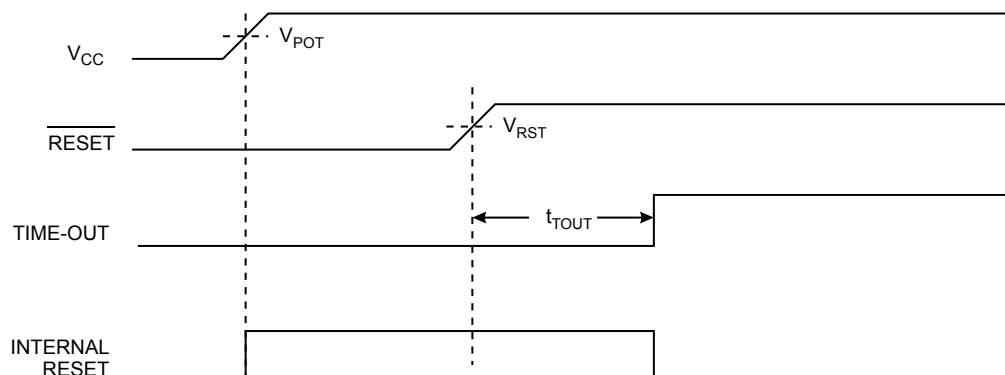 V_CC
V_POT
RESET
V_RST
TIME-OUT
t_TOUT
INTERNAL
RESET